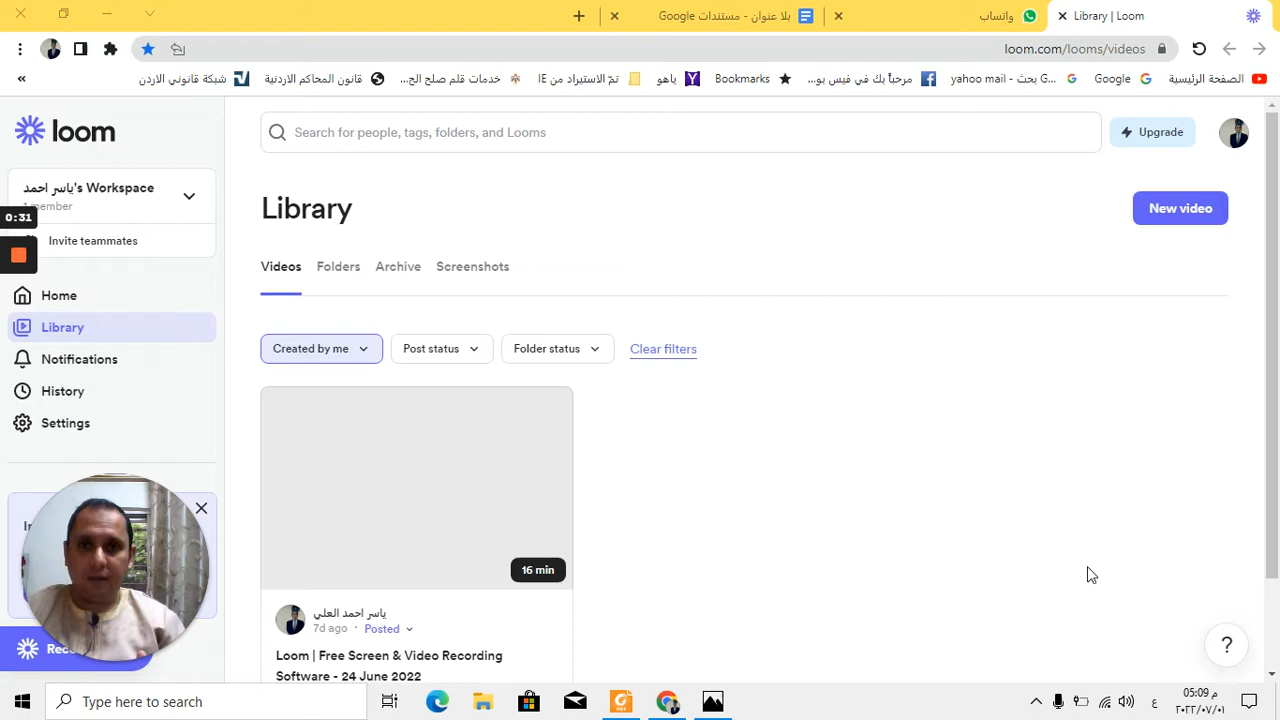 بلا عنوان - مستندات Google
واتساب
Library | Loom
loom.com/looms/videos
شبكة قانوني الاردن
قانون المحاكم الاردنية
خدمات قلم صلح الح...
تمّ الاستيراد من IE
ياهو
Bookmarks
مرحباً بك في فيس بو...
yahoo mail - بحث G...
Google
الصفحة الرئيسية
loom
Search for people, tags, folders, and Looms
Upgrade
ياسر احمد's Workspace
1 member
Invite teammates
0:31
Home
Library
Notifications
History
Settings
Library
New video
Videos
Folders
Archive
Screenshots
Created by me
Post status
Folder status
Clear filters
16 min
ياسر احمد العلي
7d ago · Posted
Loom | Free Screen & Video Recording
Software - 24 June 2022
?
Type here to search
ع
05:09 م
٢٠٢٢/٠٧/٠١